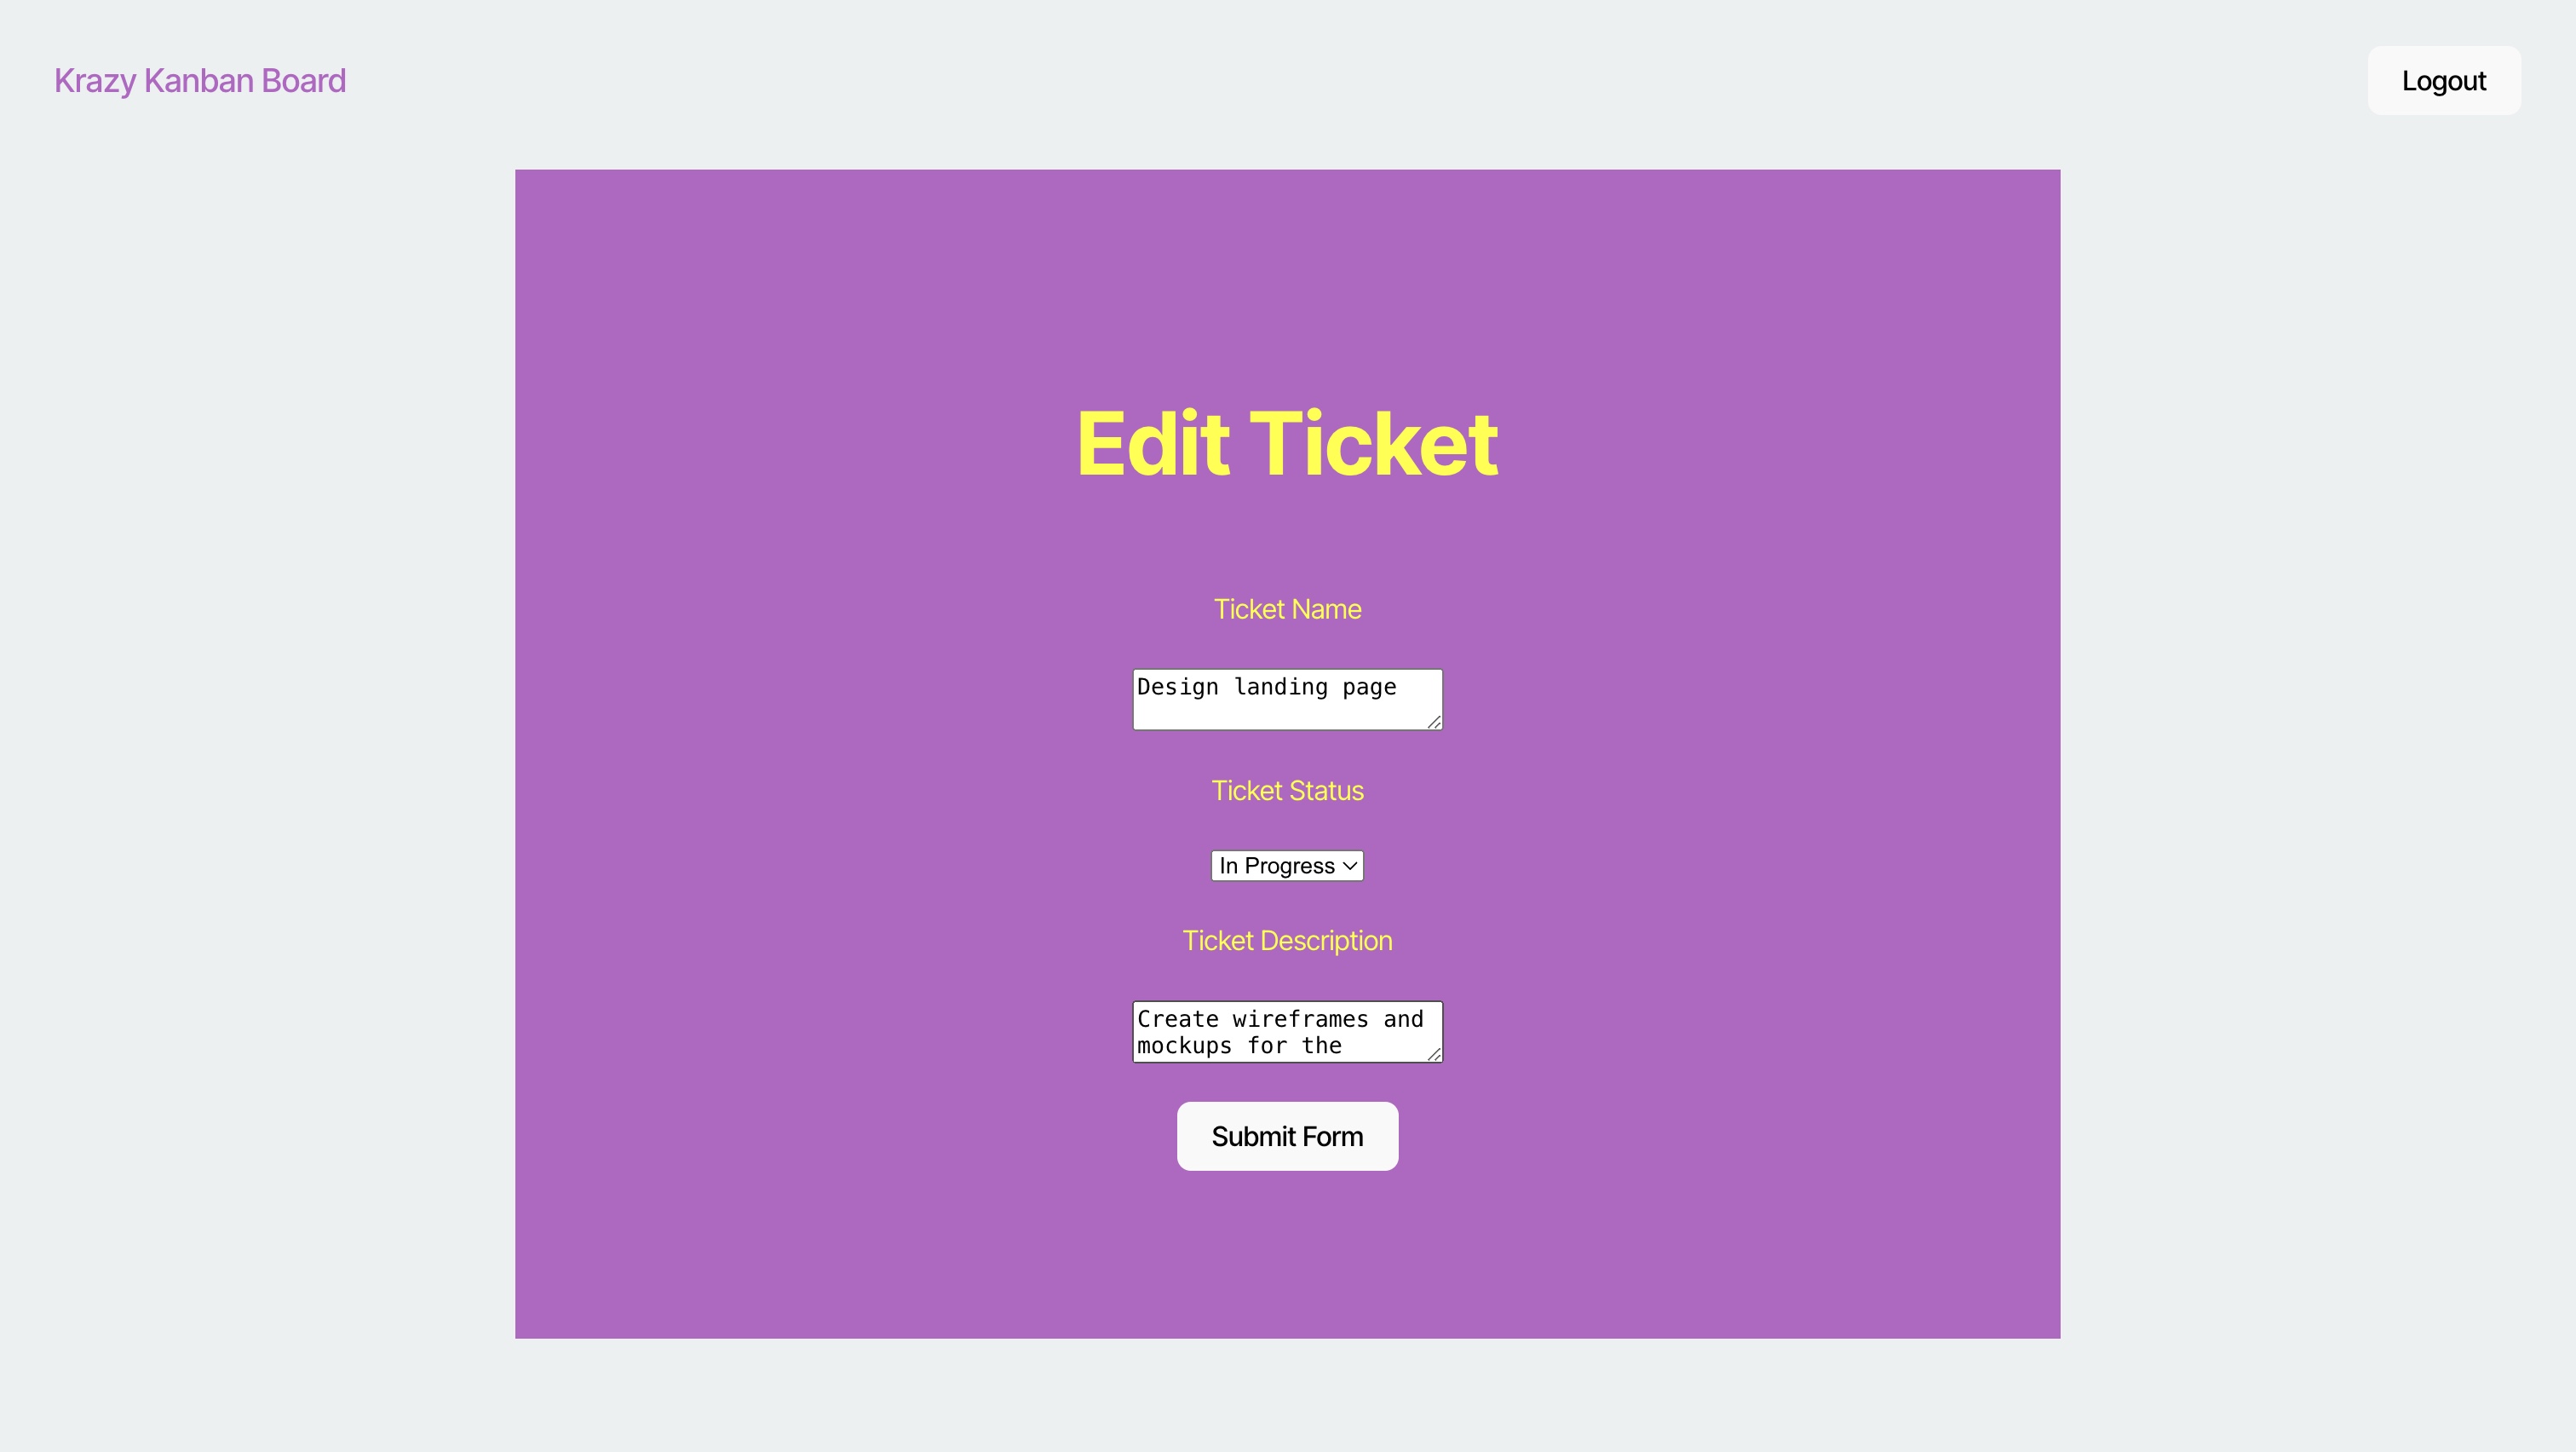 Krazy Kanban Board
Logout
Edit Ticket
Ticket Name
Design landing page
Ticket Status
In Progress
Ticket Description
Create wireframes and
mockups for the
Submit Form